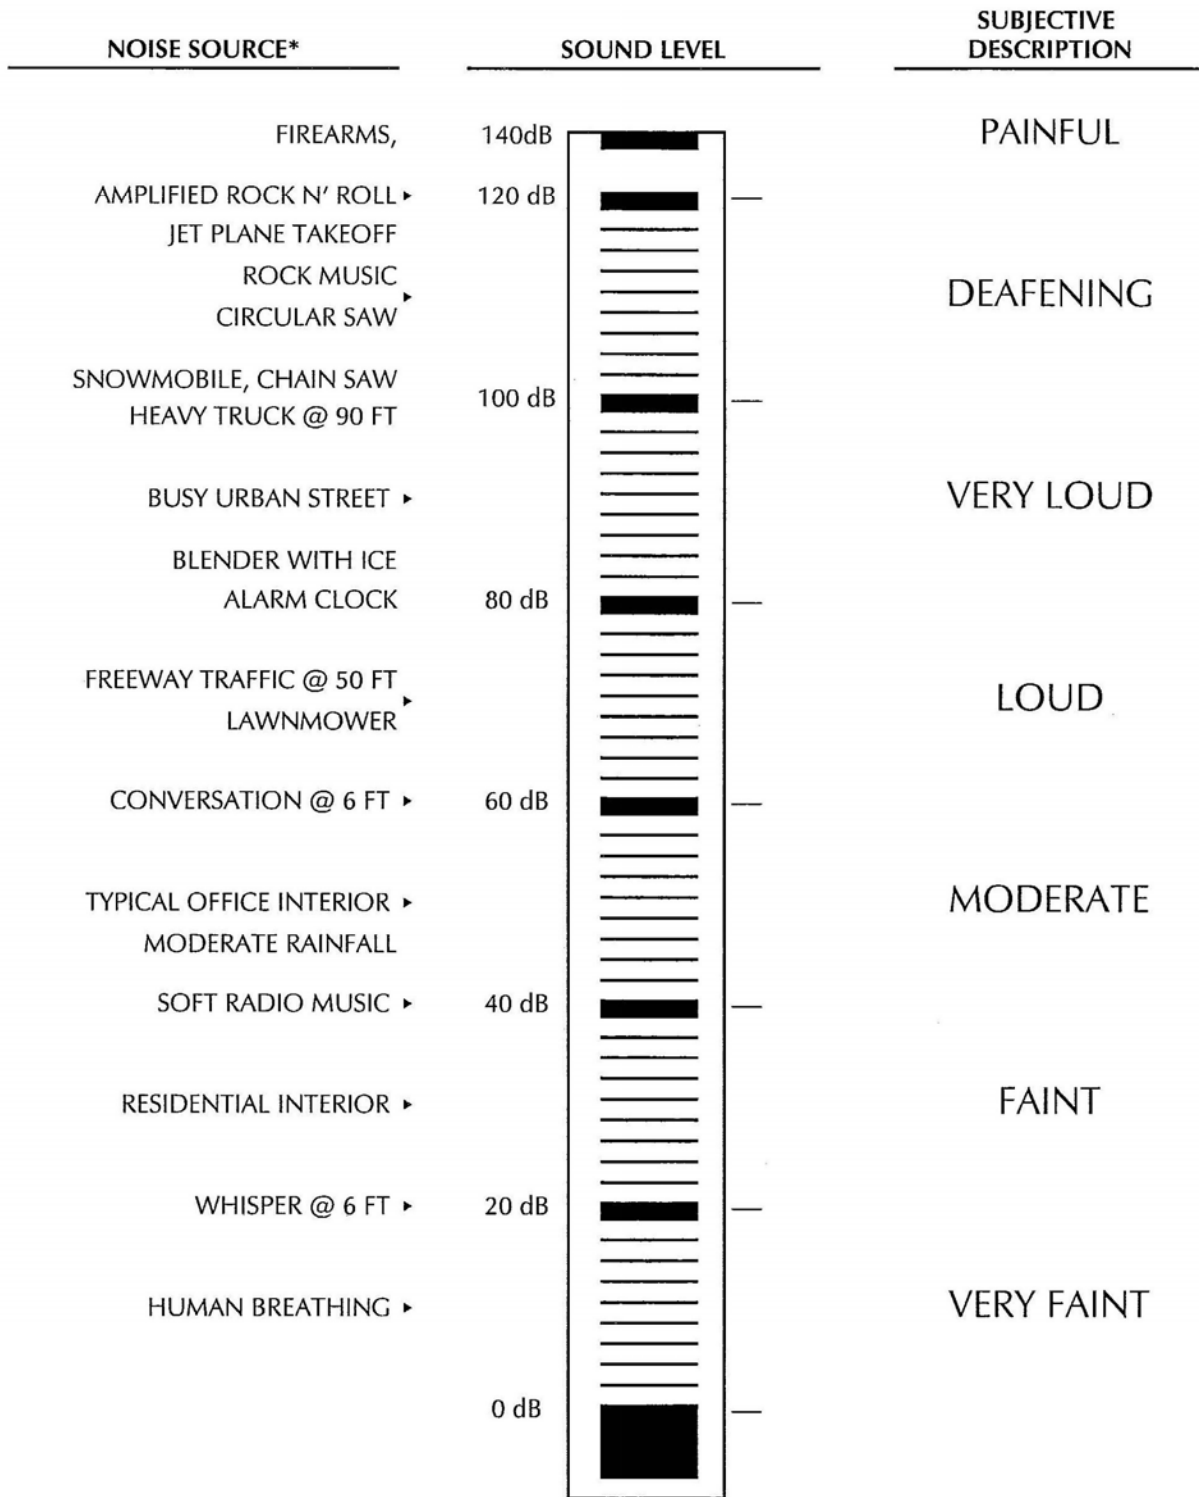 NOISE SOURCE*
SOUND LEVEL
SUBJECTIVE
DESCRIPTION
FIREARMS,
140dB
PAINFUL
AMPLIFIED ROCK N' ROLL ▸
120 dB
JET PLANE TAKEOFF
ROCK MUSIC
▸
CIRCULAR SAW
DEAFENING
SNOWMOBILE, CHAIN SAW
100 dB
HEAVY TRUCK @ 90 FT
BUSY URBAN STREET ▸
VERY LOUD
BLENDER WITH ICE
ALARM CLOCK
80 dB
FREEWAY TRAFFIC @ 50 FT
▸
LAWNMOWER
LOUD
CONVERSATION @ 6 FT ▸
60 dB
TYPICAL OFFICE INTERIOR ▸
MODERATE
MODERATE RAINFALL
SOFT RADIO MUSIC ▸
40 dB
RESIDENTIAL INTERIOR ▸
FAINT
WHISPER @ 6 FT ▸
20 dB
HUMAN BREATHING ▸
VERY FAINT
0 dB